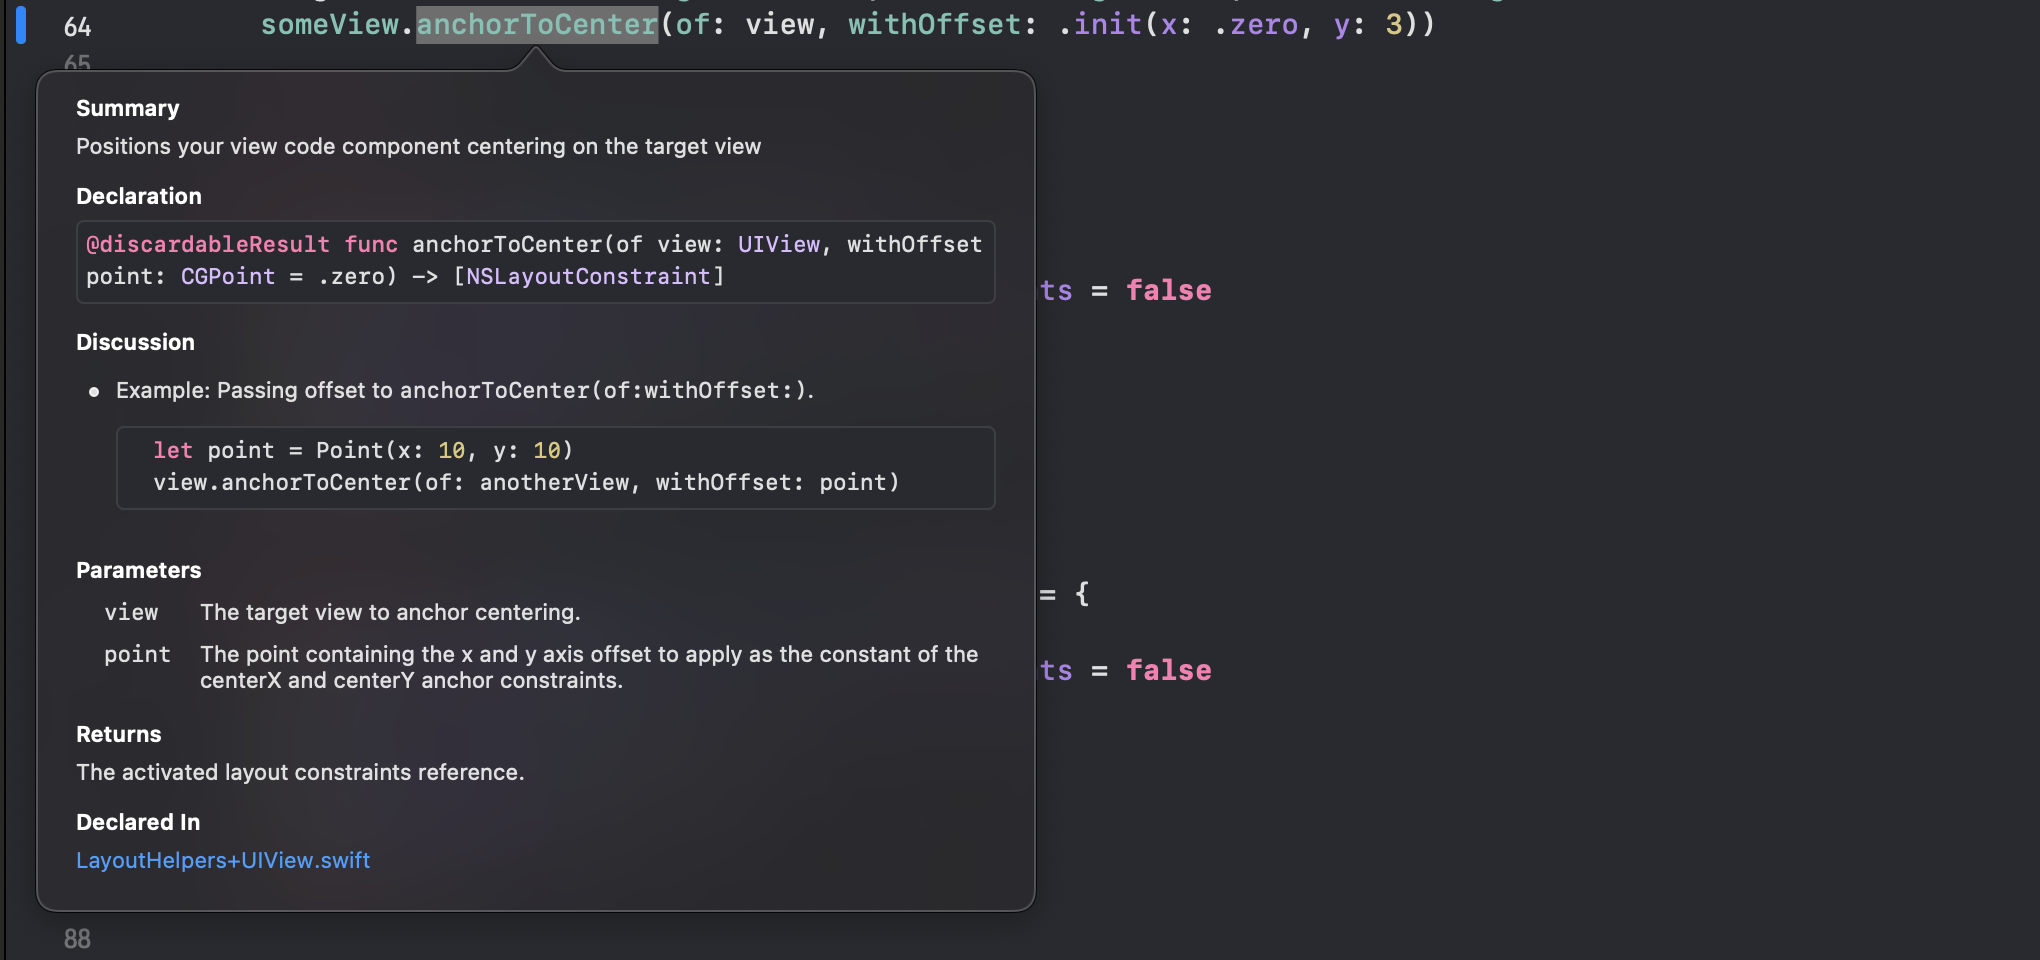 64 someView.anchorToCenter(of: view, withOffset: .init(x: .zero, y: 3))
65
Summary
Positions your view code component centering on the target view
Declaration
@discardableResult func anchorToCenter(of view: UIView, withOffset
point: CGPoint = .zero) -> [NSLayoutConstraint]
ts = false
Discussion
• Example: Passing offset to anchorToCenter(of:withOffset:).
let point = Point(x: 10, y: 10)
view.anchorToCenter(of: anotherView, withOffset: point)
Parameters
= {
view The target view to anchor centering.
point The point containing the x and y axis offset to apply as the constant of the
centerX and centerY anchor constraints.
ts = false
Returns
The activated layout constraints reference.
Declared In
LayoutHelpers+UIView.swift
88